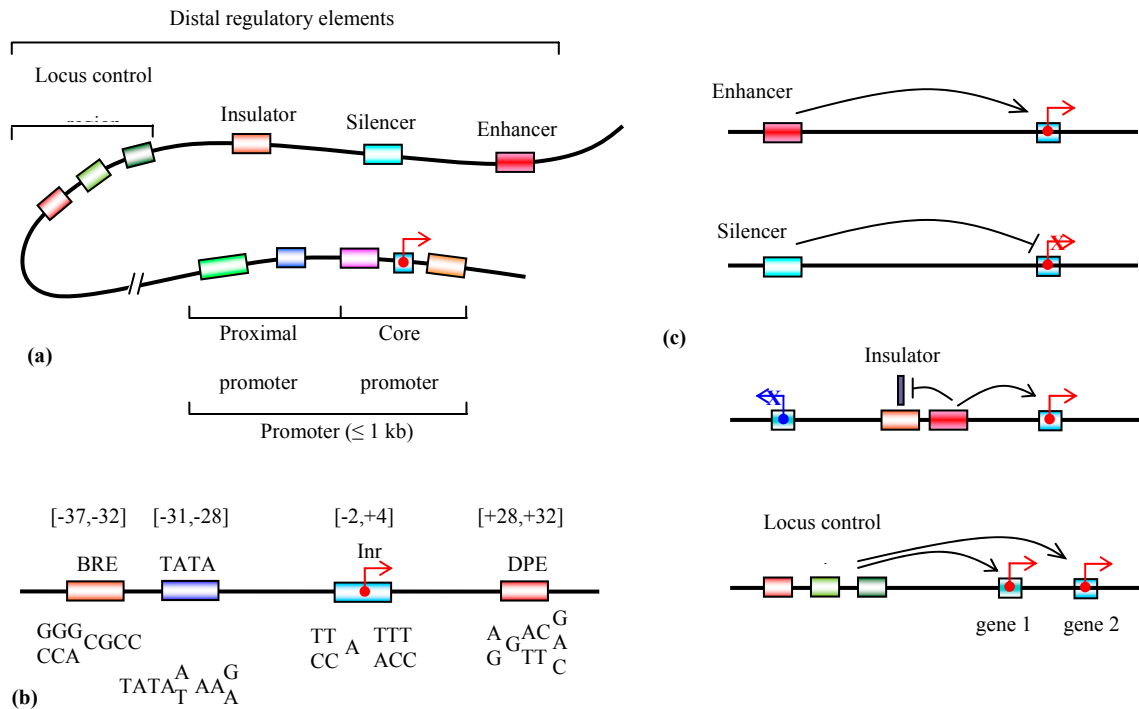 Distal regulatory elements
Locus control
region
Insulator
Silencer
Enhancer
Proximal
promoter
Core
promoter
Promoter (≤ 1 kb)
(a)
[-37,-32]
[-31,-28]
[-2,+4]
[+28,+32]
BRE
TATA
Inr
DPE
GGG
CCA
CGCC
TATA
A
T
AA
G
A
TT
CC
A
TTT
ACC
A
G
G
AC
TT
G
A
C
(b)
Enhancer
Silencer
X
(c)
Insulator
X
Locus control
gene 1
gene 2